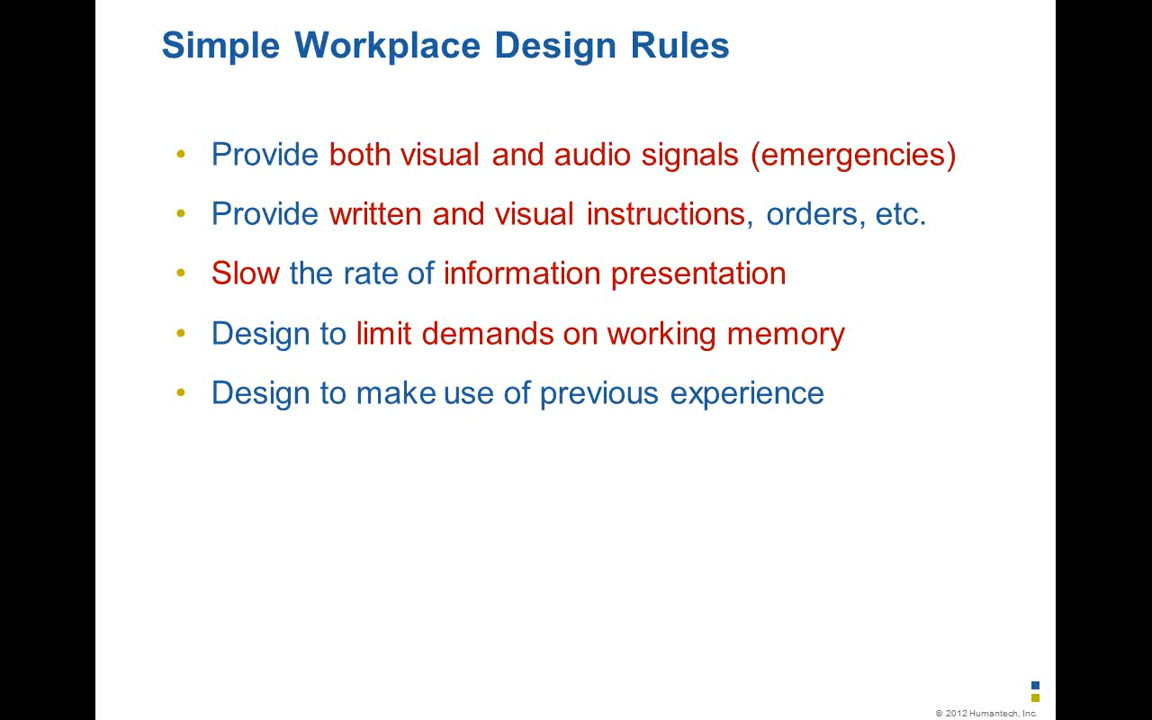 Simple Workplace Design Rules
• Provide both visual and audio signals (emergencies)
• Provide written and visual instructions, orders, etc.
• Slow the rate of information presentation
• Design to limit demands on working memory
• Design to make use of previous experience
© 2012 Humantech, Inc.